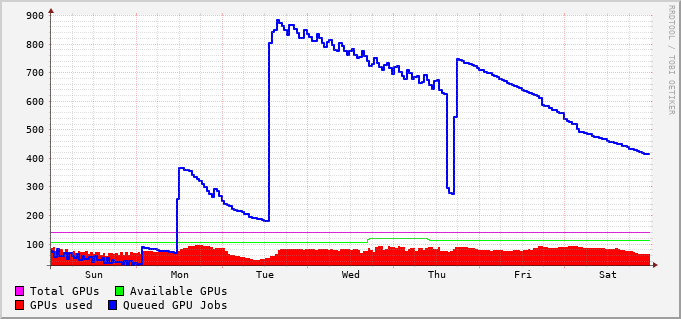 900
800
700
600
500
400
300
200
100
Sun Mon Tue Wed Thu Fri Sat
Total GPUs Available GPUs
GPUs used Queued GPU Jobs
RRDTOOL / TOBI OETIKER